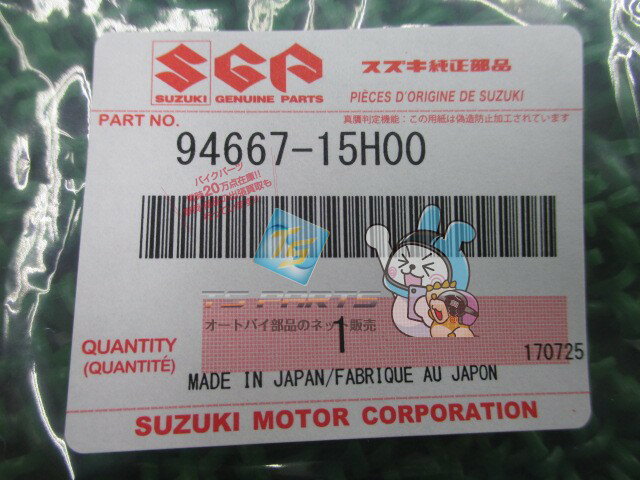 SGP
スズキ純正部品
SUZUKI
GENUINE PARTS
PIÈCES D'ORIGINE DE SUZUKI
PART NO.
真贋判定機能：この用紙は偽造防止加工されています
94667-15H00
バイクパーツ
20万点在庫!!
TS
TS PARTS
オートバイ部品のネット販売
QUANTITY
(QUANTITÉ)
1
170725
MADE IN JAPAN/FABRIQUE AU JAPON
SUZUKI MOTOR CORPORATION